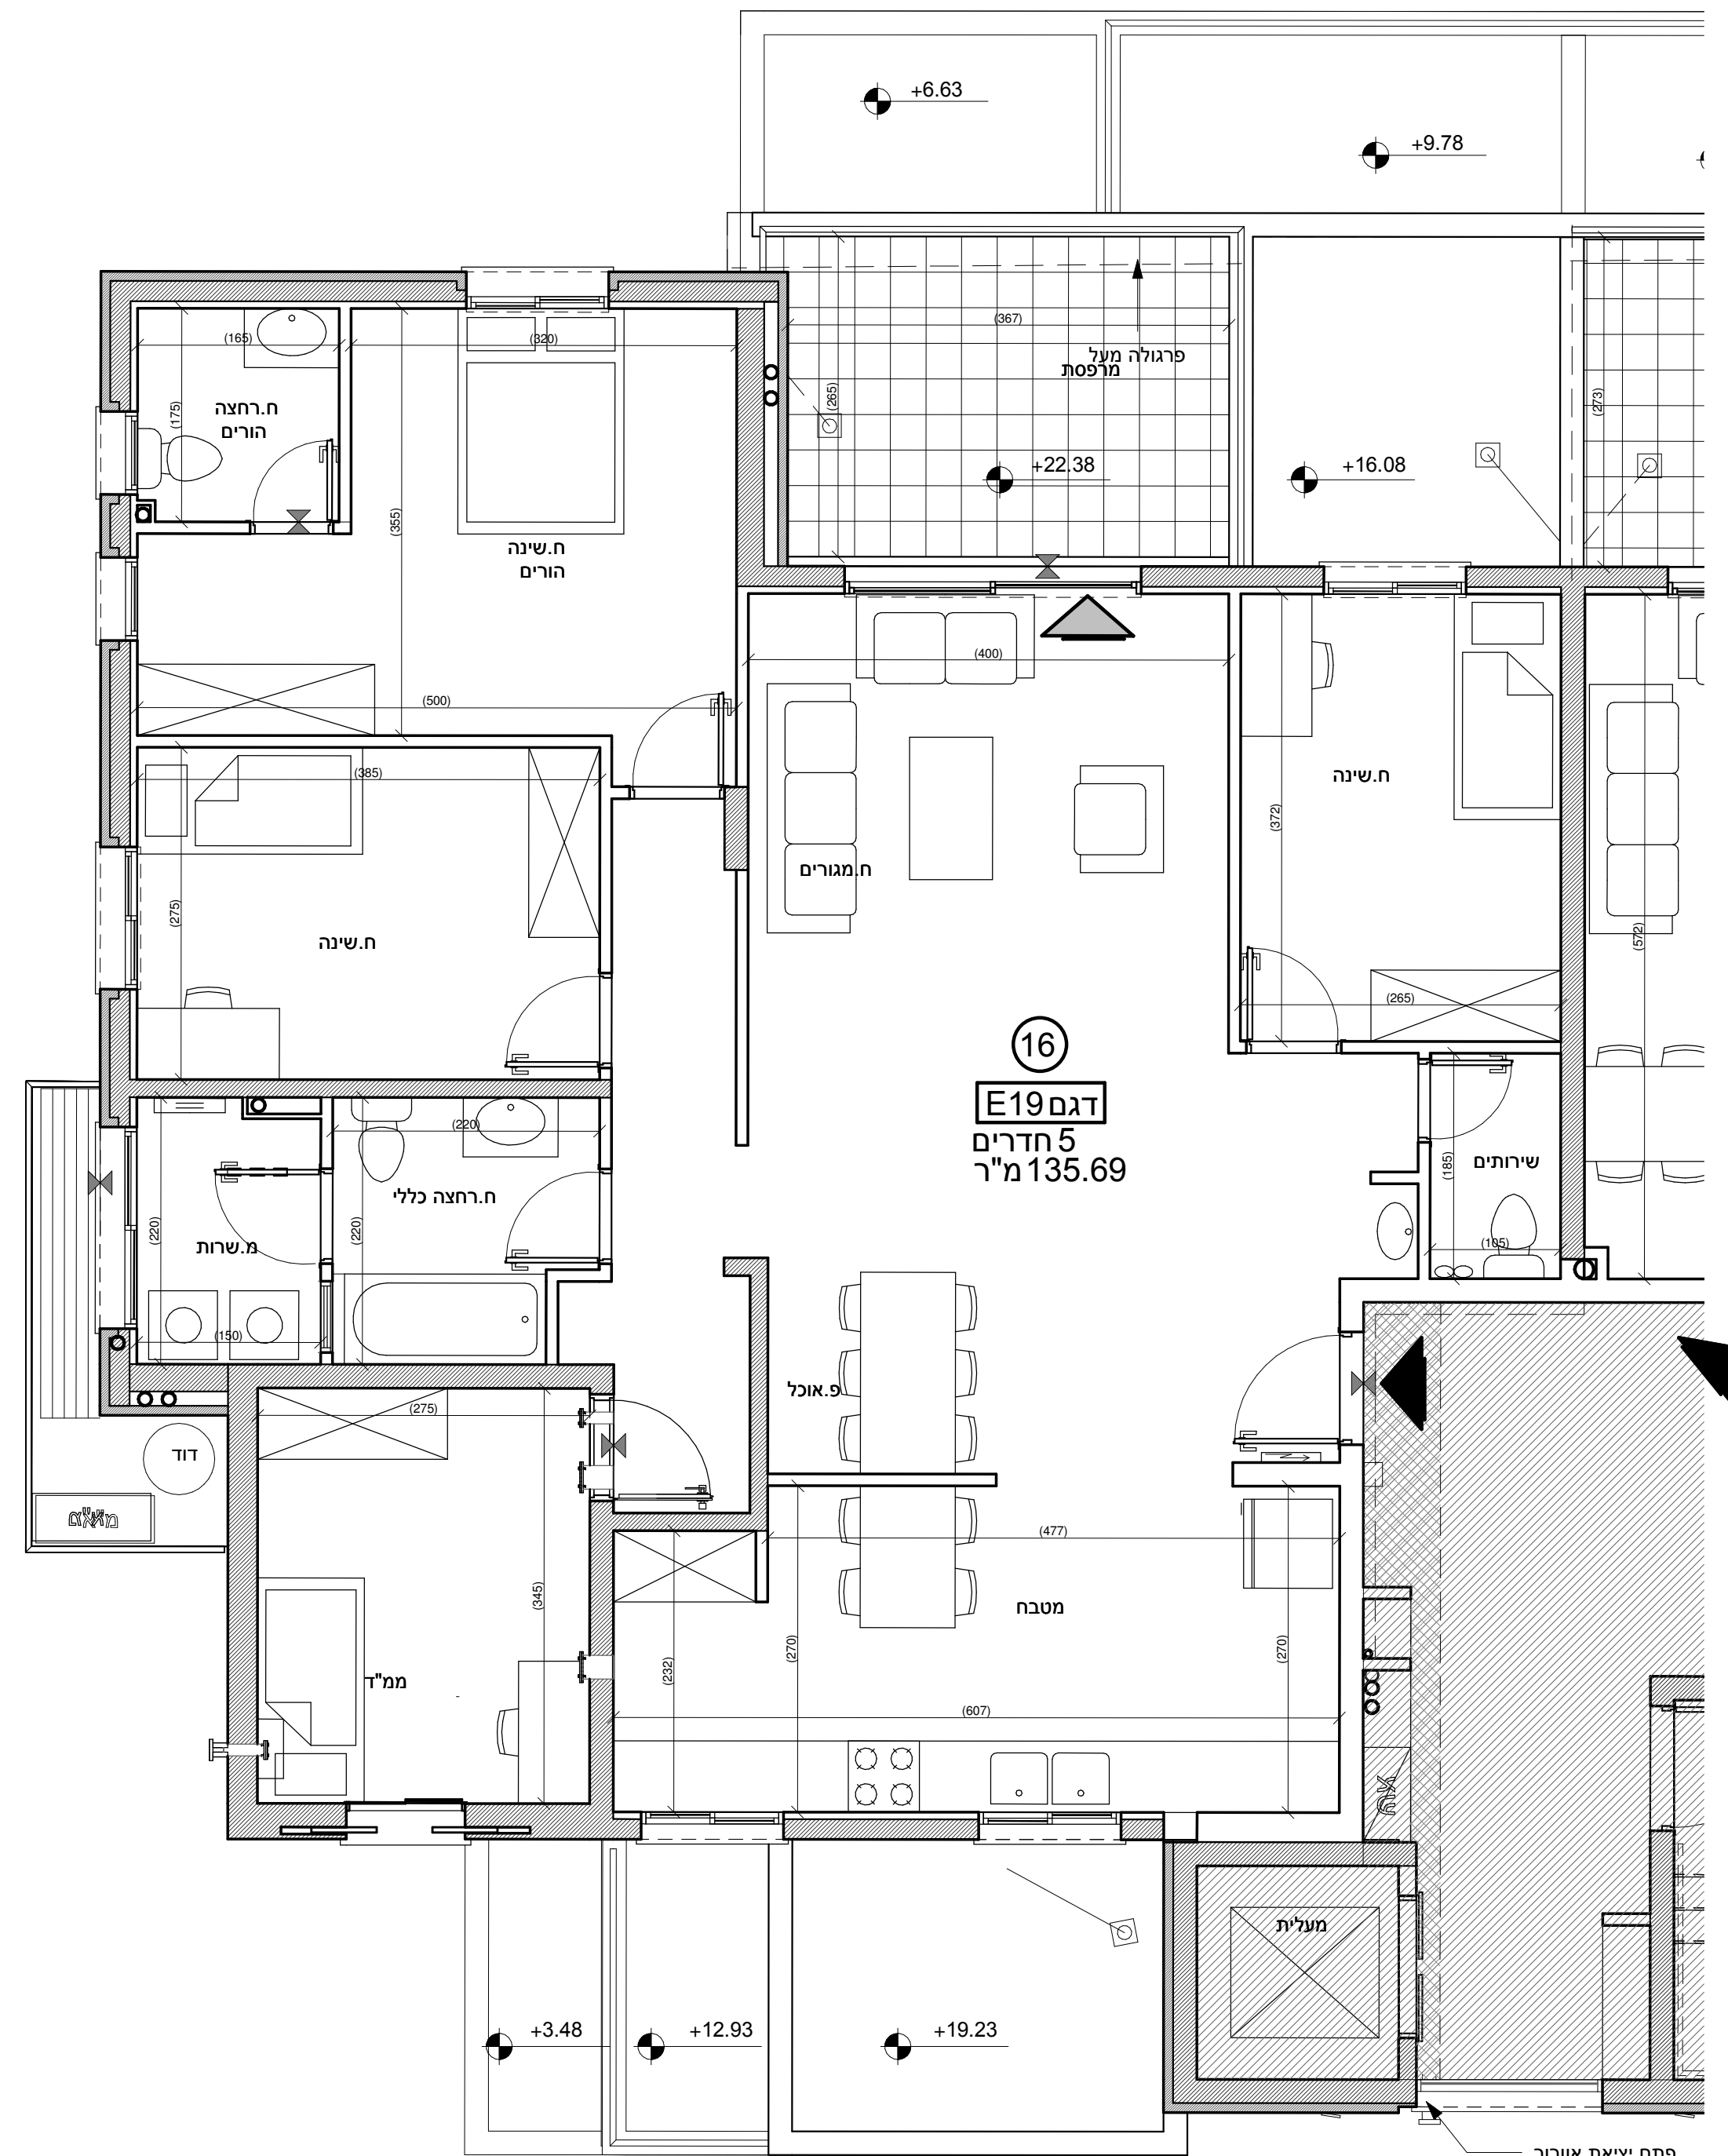 +6.63
+9.78
(367)
פרגולה מעל
מרפסת
(265)
(273)
+22.38
+16.08
(165)
(320)
(175)
ח.רחצה
הורים
(355)
ח.שינה
הורים
(500)
(400)
(385)
(275)
ח.שינה
ח.מגורים
ח.שינה
(372)
(265)
(572)
16
דגם E19
5 חדרים
135.69 מ"ר
(220)
ח.רחצה כללי
(220)
(220)
מ.שרות
(150)
שירותים
(185)
(105)
פ.אוכל
דוד
(275)
(345)
ממ"ד
(477)
מטבח
(232)
(270)
(270)
(607)
מעלית
+3.48
+12.93
+19.23
פתח יציאת אוורור